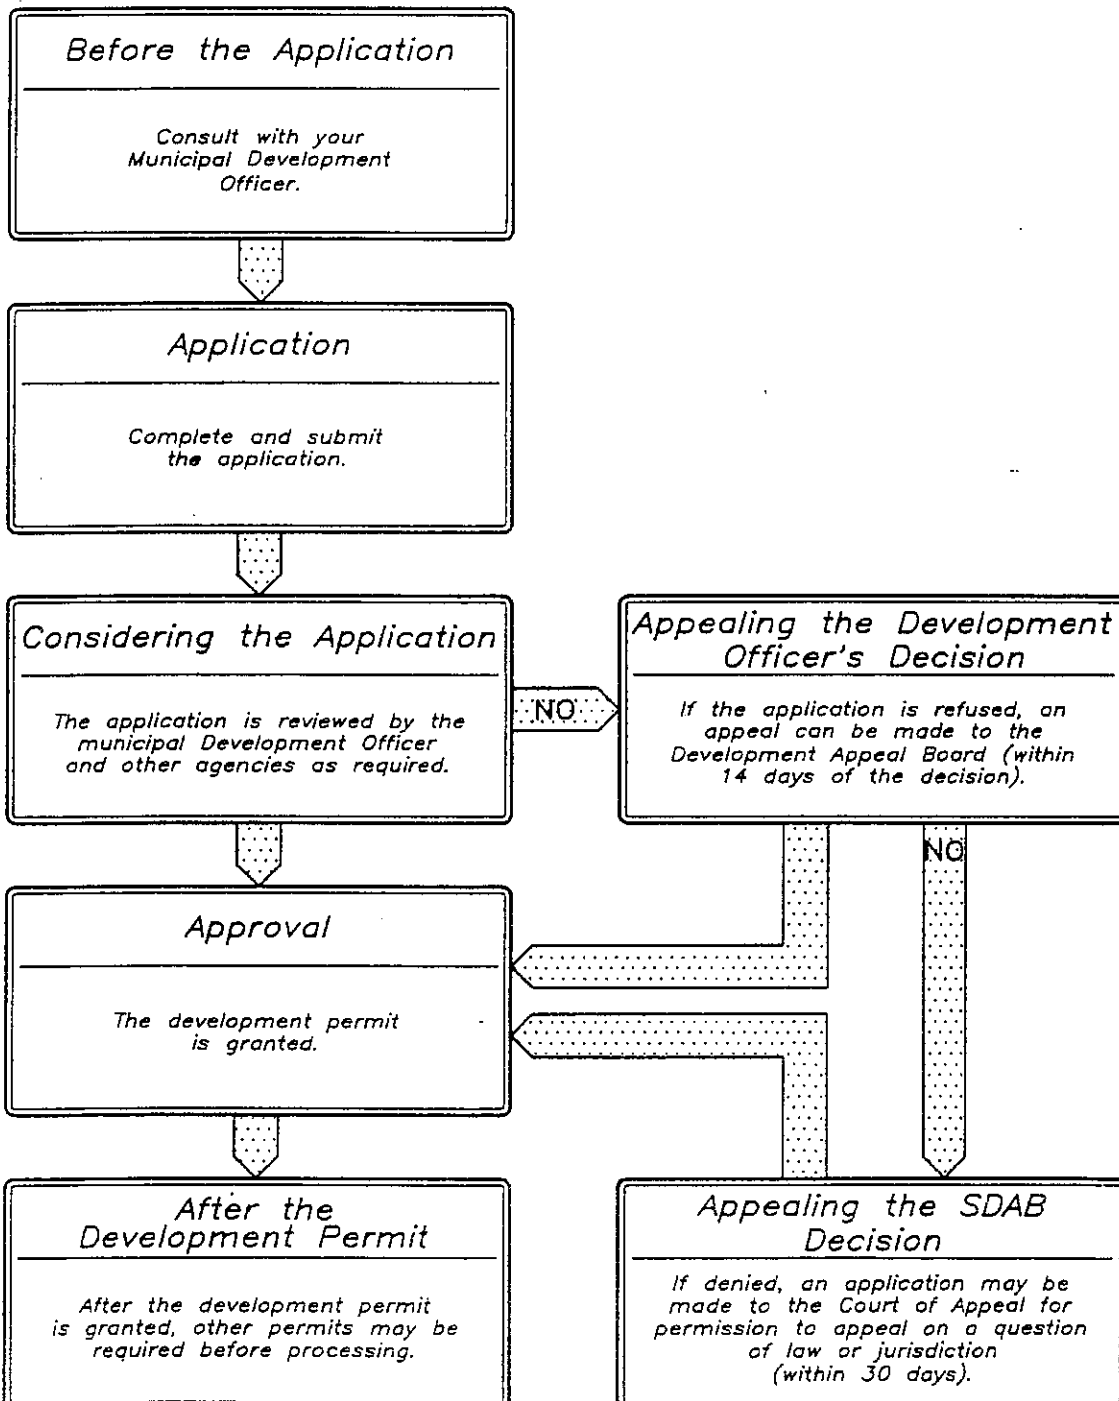 Before the Application
Consult with your
Municipal Development
Officer.
Application
Complete and submit
the application.
Considering the Application
The application is reviewed by the
municipal Development Officer
and other agencies as required.
NO
Appealing the Development
Officer's Decision
If the application is refused, an
appeal can be made to the
Development Appeal Board (within
14 days of the decision).
NO
Approval
The development permit
is granted.
After the
Development Permit
After the development permit
is granted, other permits may be
required before processing.
Appealing the SDAB
Decision
If denied, an application may be
made to the Court of Appeal for
permission to appeal on a question
of law or jurisdiction
(within 30 days).